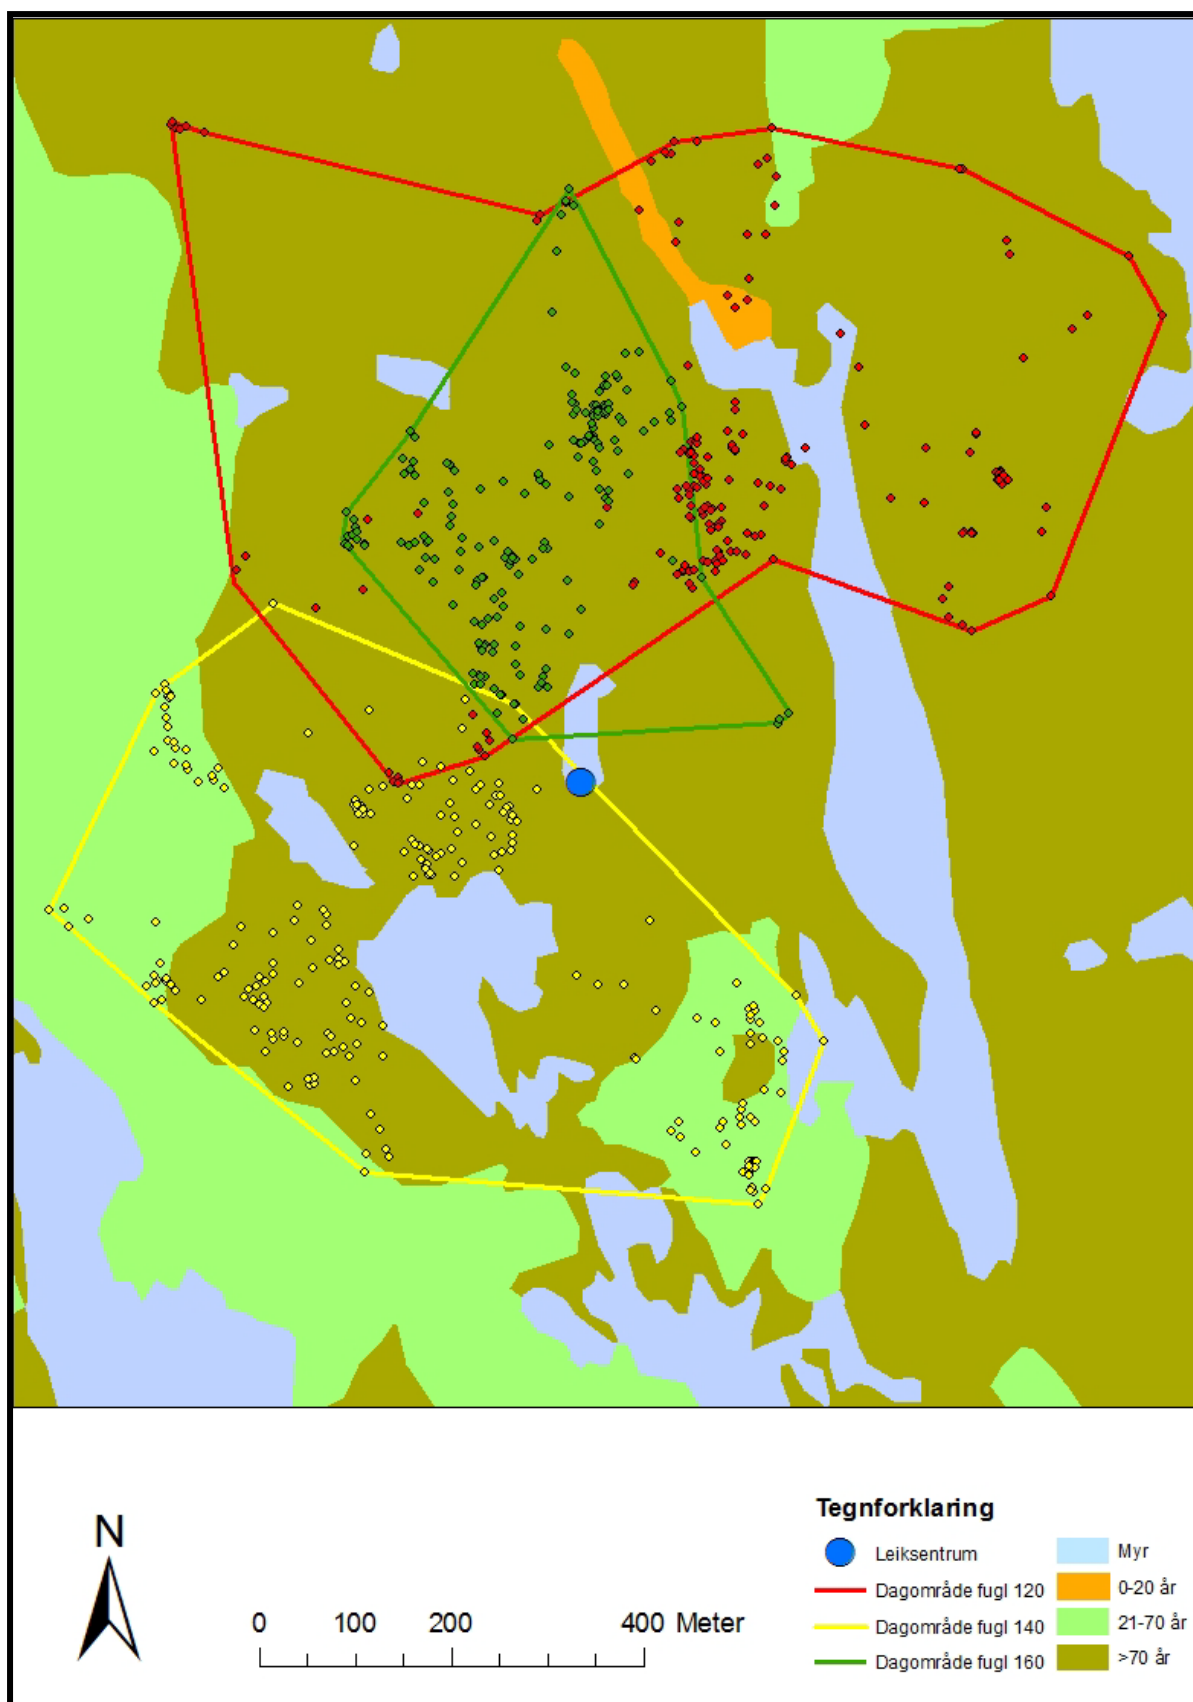 Tegnforklaring
Leiksentrum
Dagområde fugl 120
Dagområde fugl 140
Dagområde fugl 160
Myr
0-20 år
21-70 år
>70 år
N
0 100 200 400 Meter